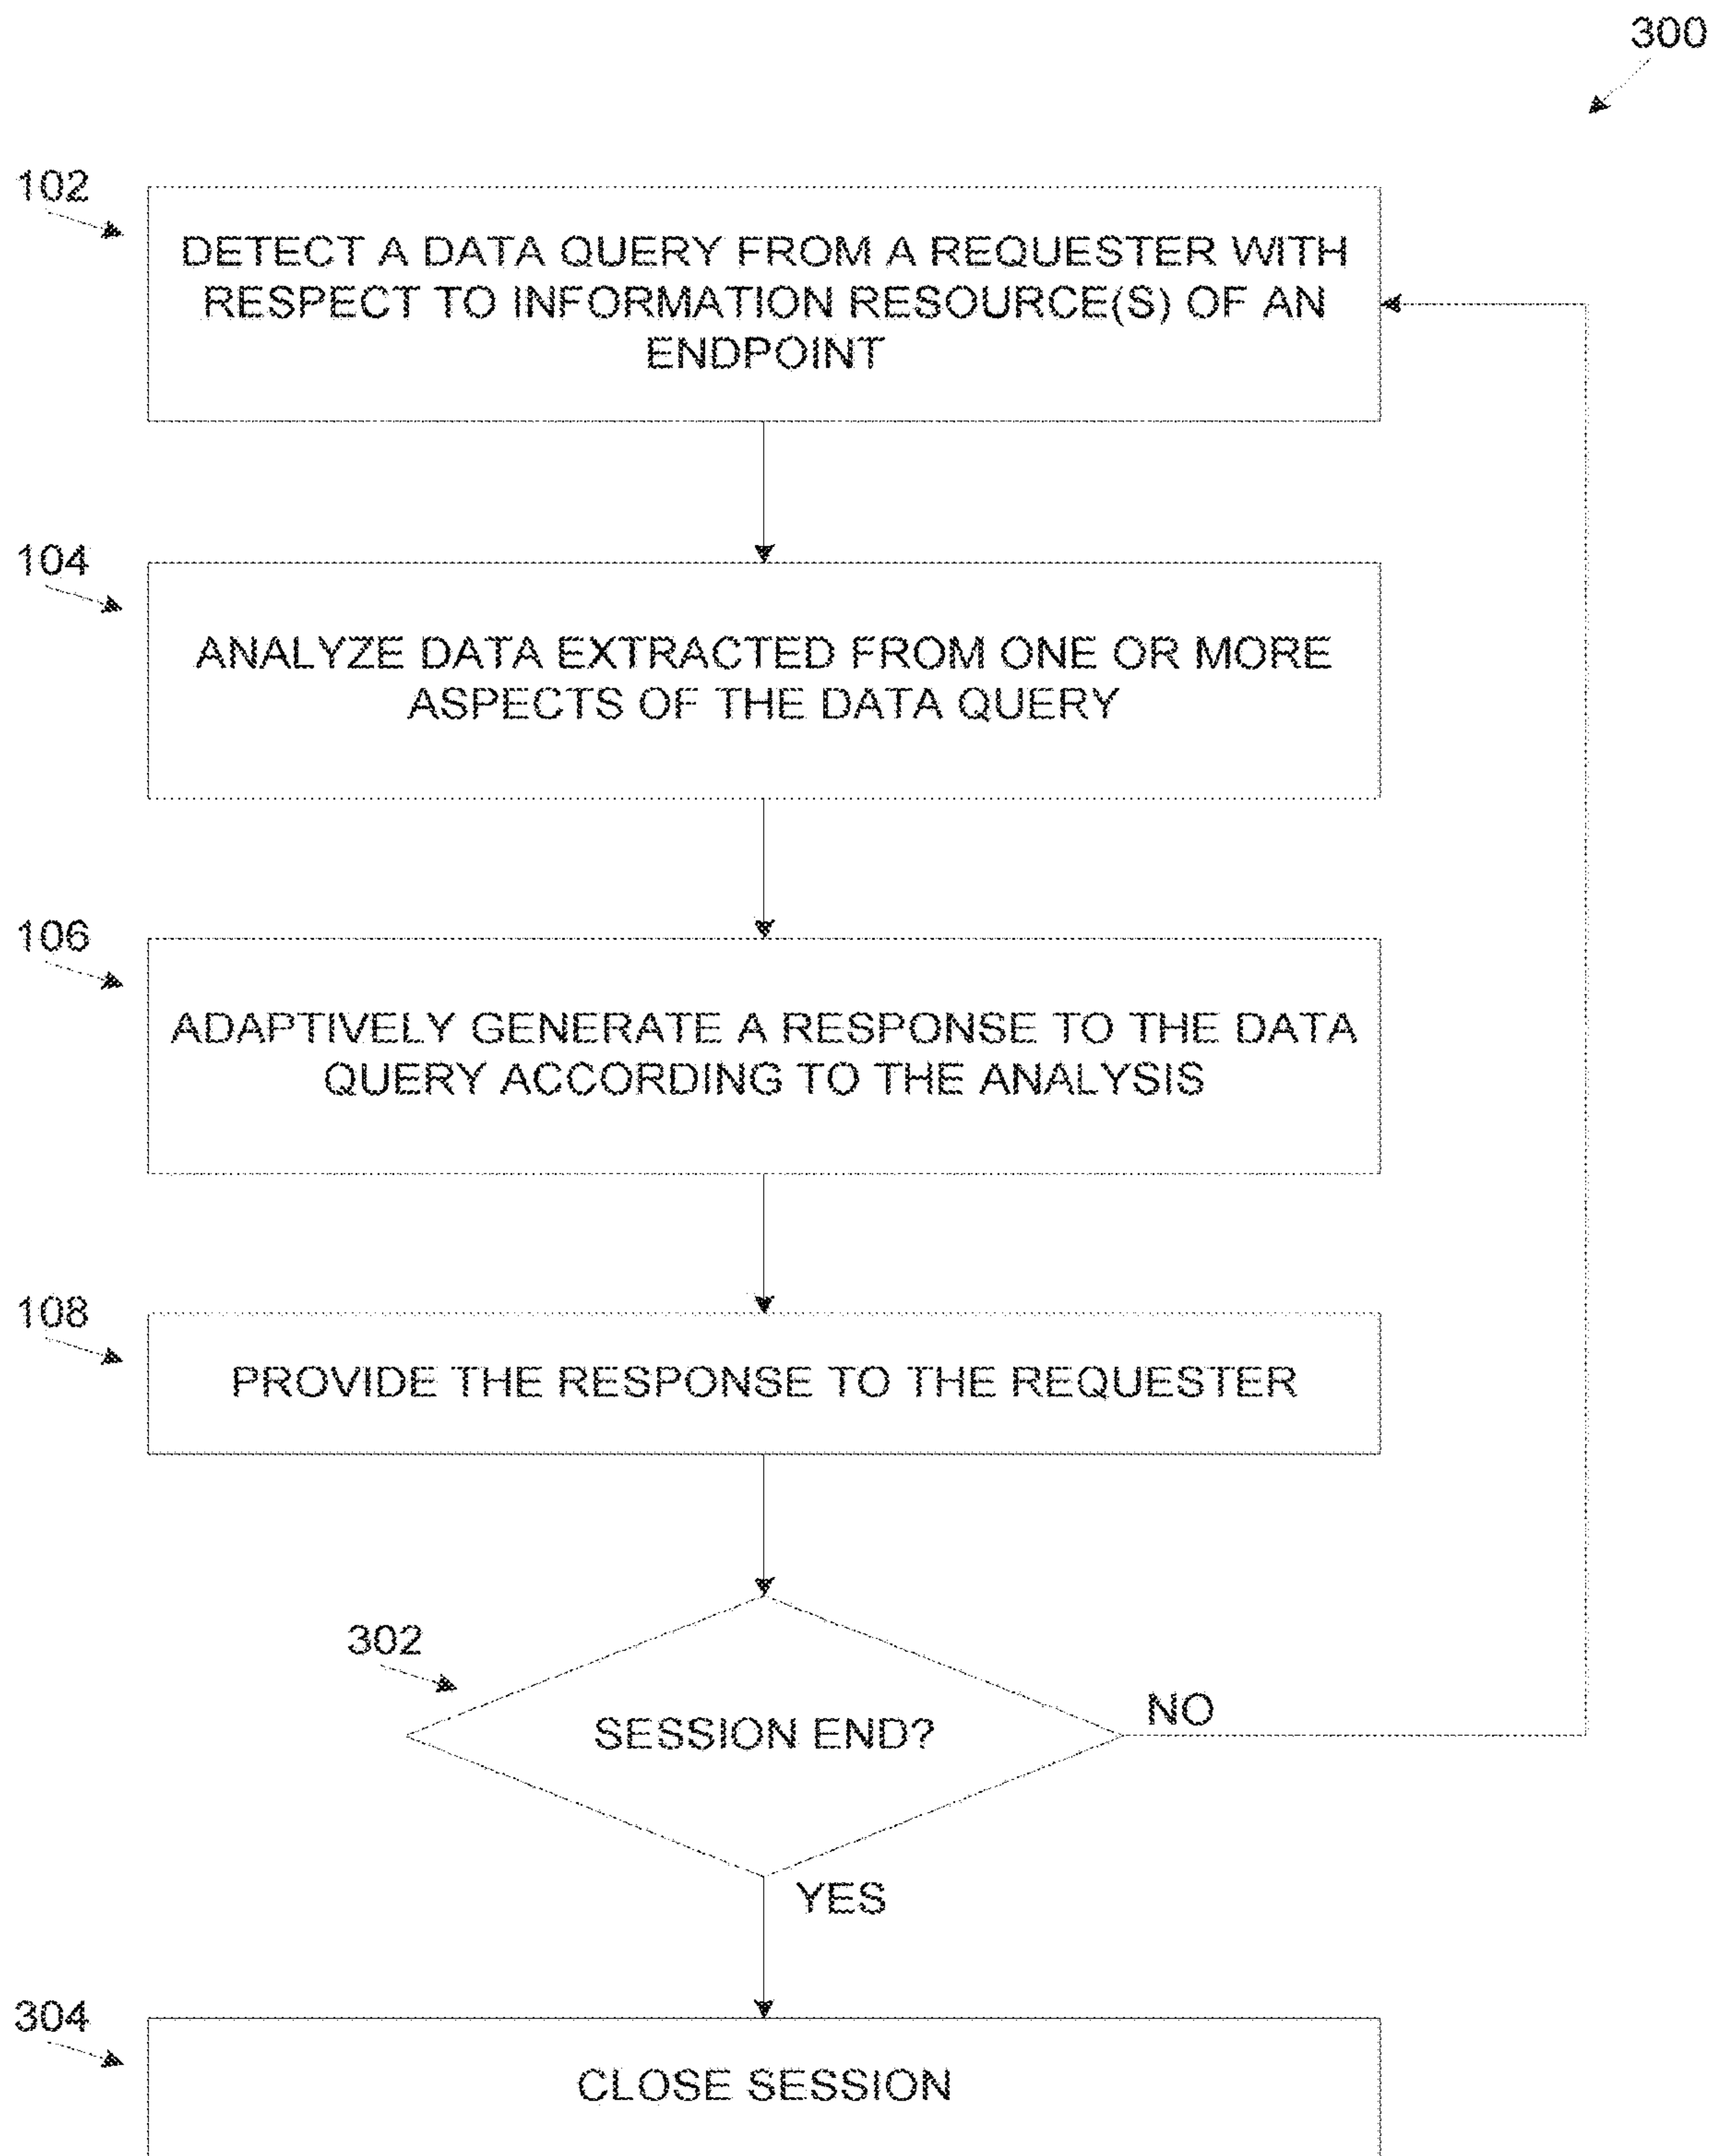 300
102
DETECT A DATA QUERY FROM A REQUESTER WITH
RESPECT TO INFORMATION RESOURCE(S) OF AN
ENDPOINT
104
ANALYZE DATA EXTRACTED FROM ONE OR MORE
ASPECTS OF THE DATA QUERY
106
ADAPTIVELY GENERATE A RESPONSE TO THE DATA
QUERY ACCORDING TO THE ANALYSIS
108
PROVIDE THE RESPONSE TO THE REQUESTER
302
SESSION END?
NO
YES
304
CLOSE SESSION